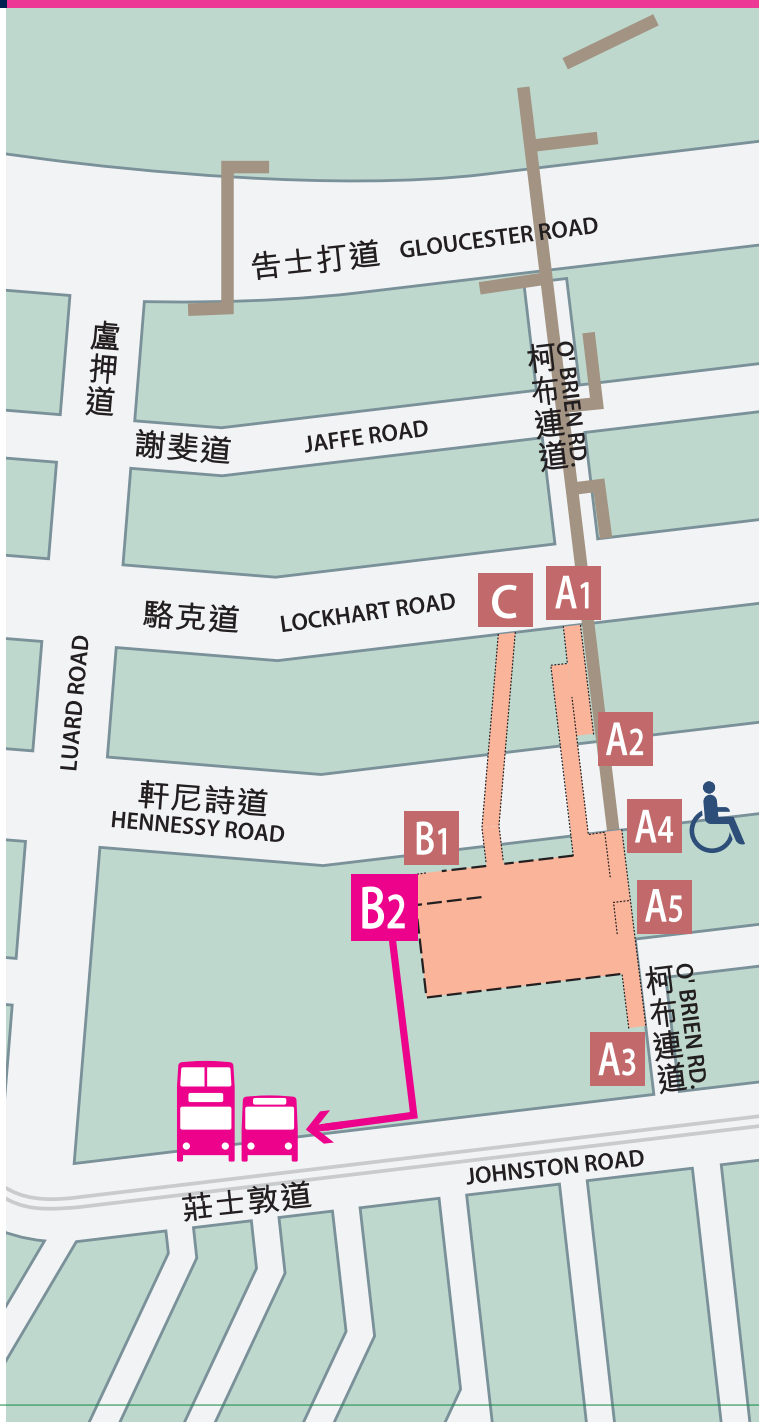 告士打道 GLOUCESTER ROAD
盧押道
柯布連道
O' BRIEN RD.
謝斐道 JAFFE ROAD
駱克道 LOCKHART ROAD
C
A1
LUARD ROAD
A2
軒尼詩道
HENNESSY ROAD
B1
A4
B2
A5
柯布連道
O' BRIEN RD.
A3
莊士敦道
JOHNSTON ROAD